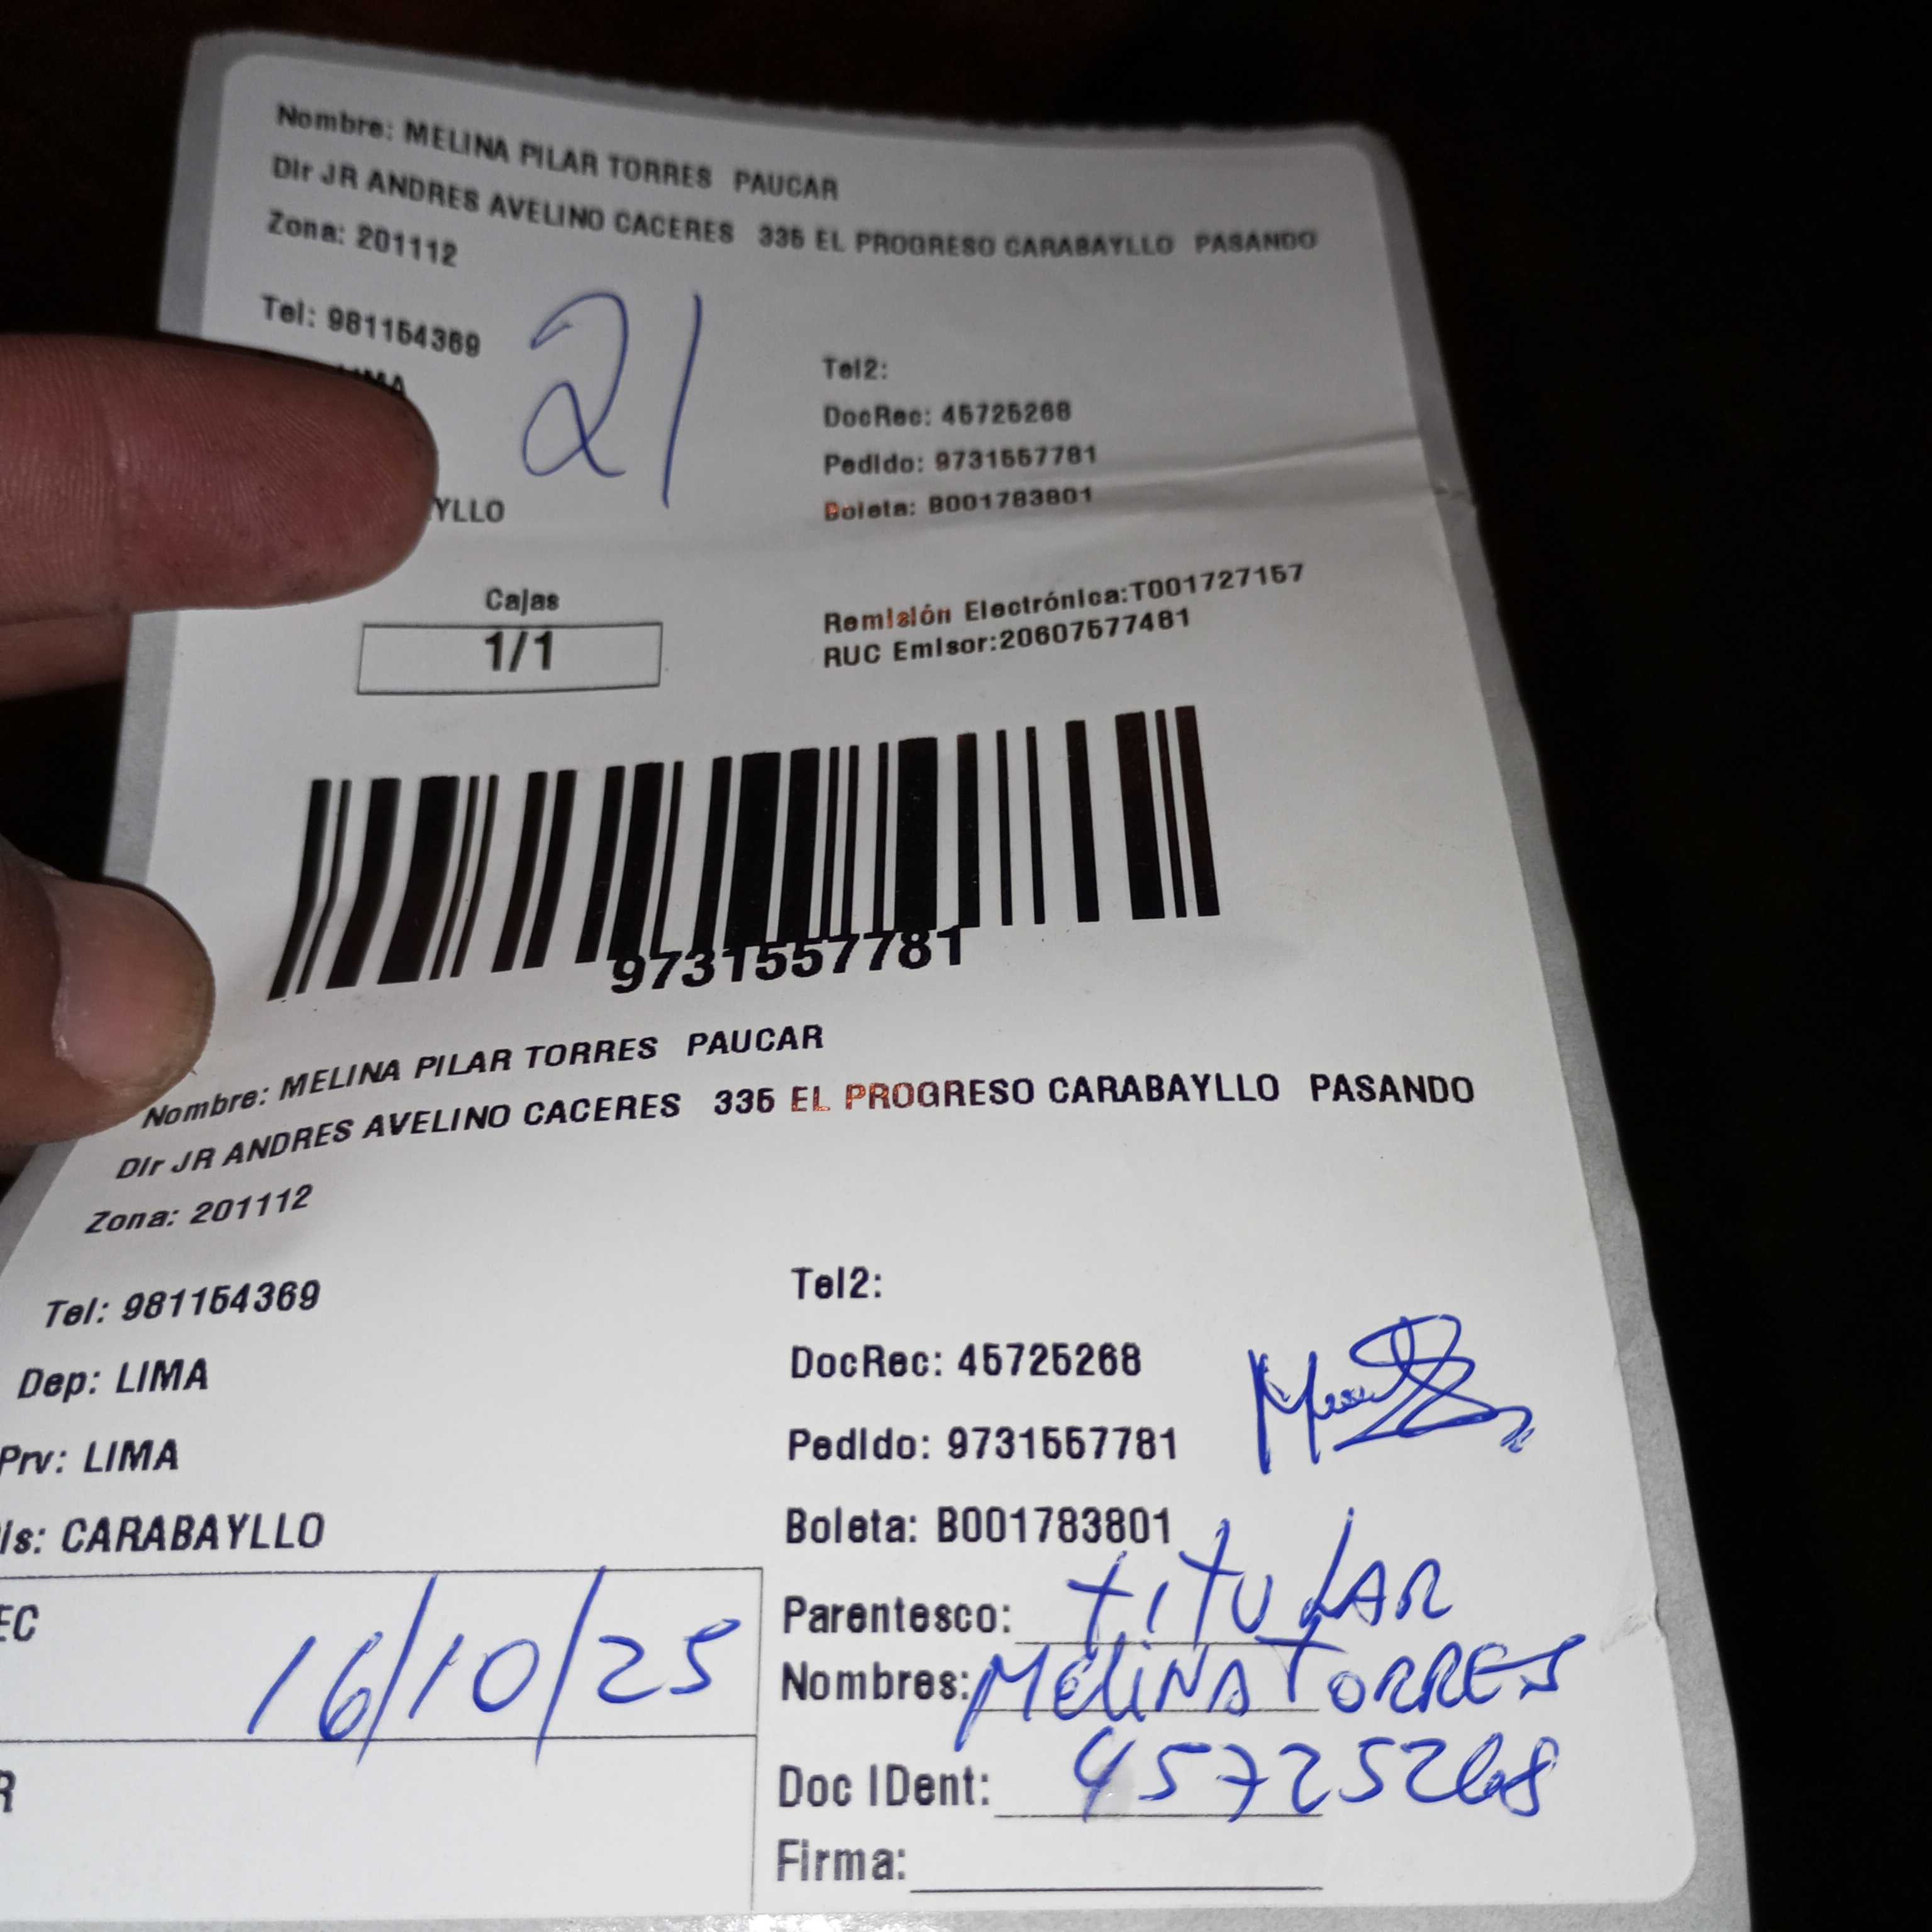 Nombre: MELINA PILAR TORRES PAUCAR
Dir JR ANDRES AVELINO CACERES 335 EL PROGRESO CARABAYLLO PASANDO
Zona: 201112
21
Tel: 981154369
Tel2:
LIMA
DocRec: 45725268
Pedido: 9731557781
YLLO
Boleta: B001783801
Cajas
1/1
Remisión Electrónica:T001727157
RUC Emisor:20607577481
9731557781
Nombre: MELINA PILAR TORRES PAUCAR
Dir JR ANDRES AVELINO CACERES 335 EL PROGRESO CARABAYLLO PASANDO
Zona: 201112
Tel: 981154369
Tel2:
Dep: LIMA
DocRec: 45725268
Prv: LIMA
Pedido: 9731557781
is: CARABAYLLO
Boleta: B001783801
EC
16/10/25
Parentesco: TITULAR
Nombres: MELINA TORRES
R
Doc IDent: 45725268
Firma: